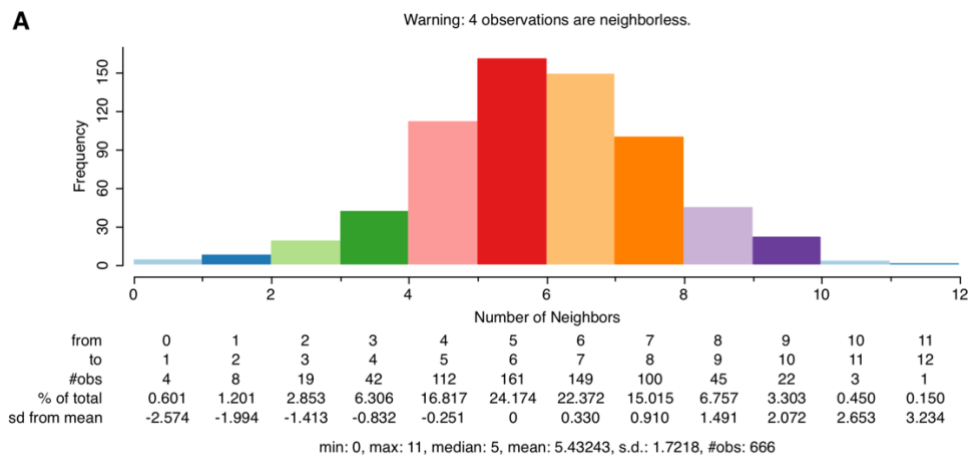 A
Warning: 4 observations are neighborless.
150
120
90
60
30
0
Frequency
0 2 4 6 8 10 12
Number of Neighbors
from 0 1 2 3 4 5 6 7 8 9 10 11
to 1 2 3 4 5 6 7 8 9 10 11 12
#obs 4 8 19 42 112 161 149 100 45 22 3 1
% of total 0.601 1.201 2.853 6.306 16.817 24.174 22.372 15.015 6.757 3.303 0.450 0.150
sd from mean -2.574 -1.994 -1.413 -0.832 -0.251 0 0.330 0.910 1.491 2.072 2.653 3.234
min: 0, max: 11, median: 5, mean: 5.43243, s.d.: 1.7218, #obs: 666